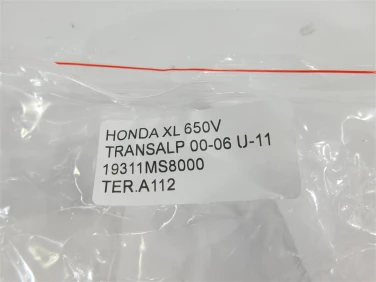 HONDA XL 650V
TRANSALP 00-06 U-11
19311MS8000
TER.A112